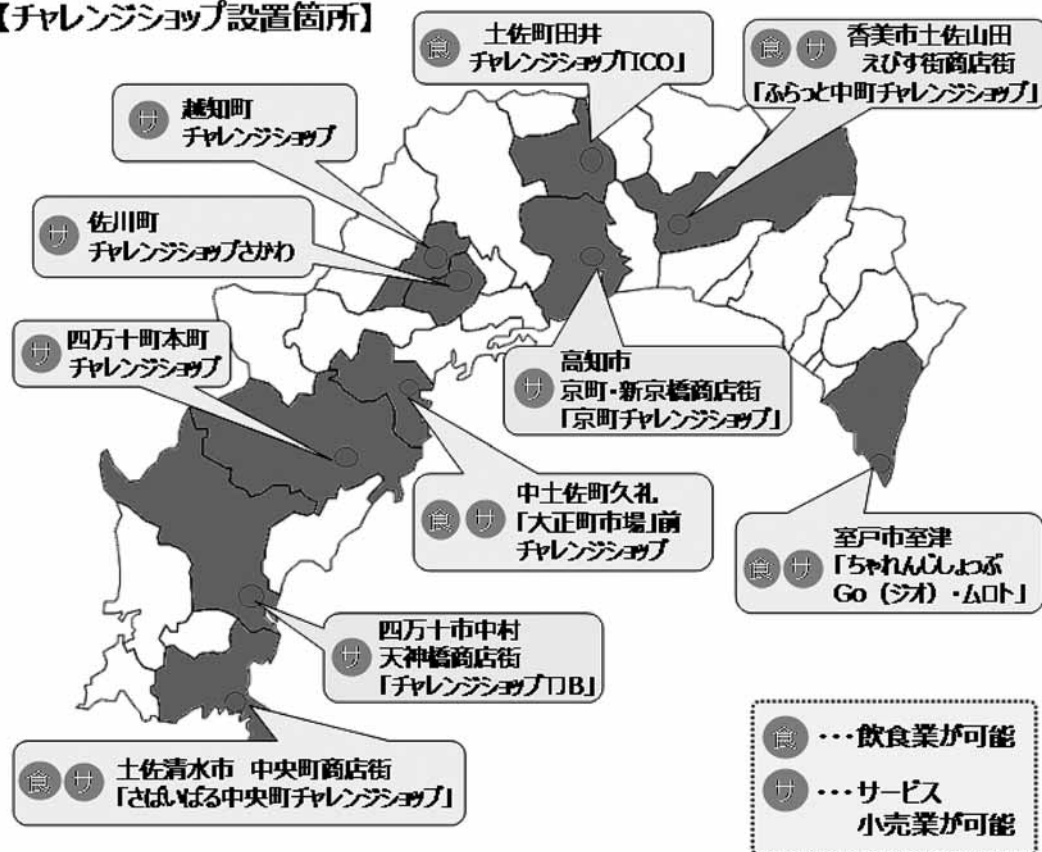 【チャレンジショップ設置箇所】
食 土佐町田井
チャレンジショップ「ICO」
食 サ 香美市土佐山田
えびす街商店街
「ふらっと中町チャレンジショップ」
サ 越知町
チャレンジショップ
サ 佐川町
チャレンジショップさかわ
サ 四万十町本町
チャレンジショップ
高知市
サ 京町・新京橋商店街
「京町チャレンジショップ」
中土佐町久礼
食 サ 「大正町市場」前
チャレンジショップ
室戸市室津
食 サ 「ちゃれんじしょっぷ
Go (ジオ)・ムロト」
四万十市中村
サ 天神橋商店街
食 サ 土佐清水市 中央町商店街
「さばいばる中央町チャレンジショップ」
食 …飲食業が可能
サ …サービス
小売業が可能